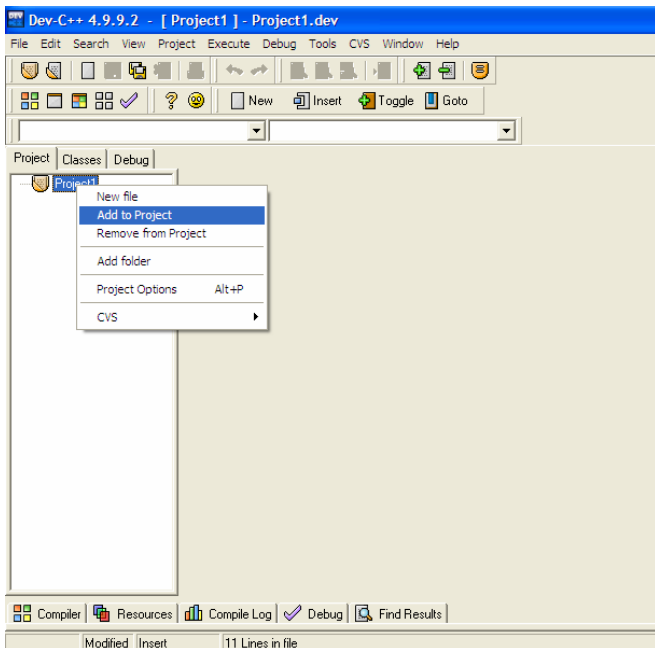 Dev-C++ 4.9.9.2 - [ Project1 ] - Project1.dev
File Edit Search View Project Execute Debug Tools CVS Window Help
New Insert Toggle Goto
Project Classes Debug
Project1
New file
Add to Project
Remove from Project
Add folder
Project Options Alt+P
CVS
Compiler Resources Compile Log Debug Find Results
Modified Insert 11 Lines in file